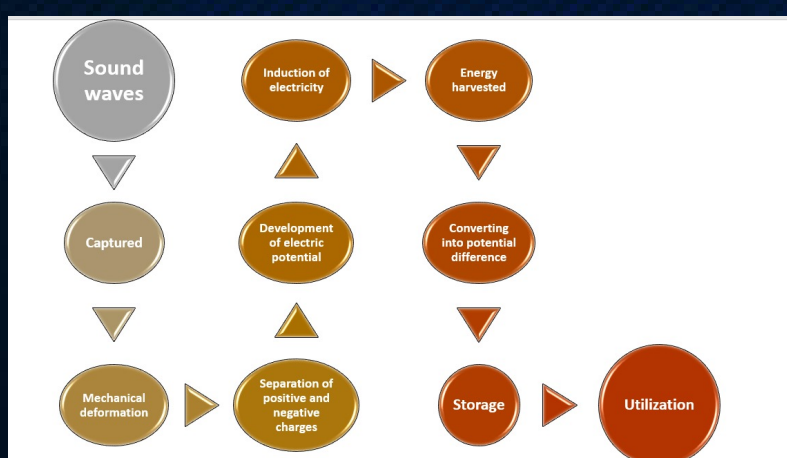 Sound
waves
Captured
Mechanical
deformation
Separation of
positive and
negative
charges
Development
of electric
potential
Induction of
electricity
Energy
harvested
Converting
into potential
difference
Storage
Utilization